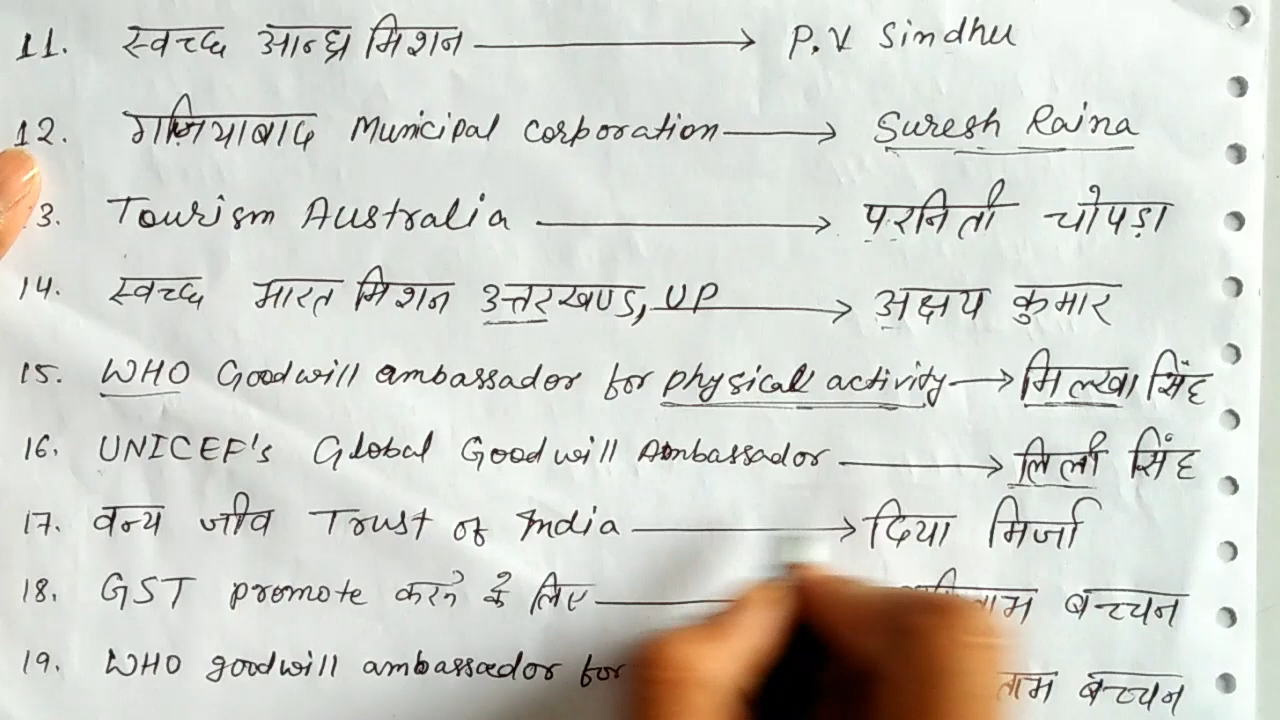 11. स्वच्छ आन्ध्र मिशन → P.V Sindhu
12. गाजियाबाद Municipal corporation → Suresh Raina
3. Tourism Australia → परनिती चोपड़ा
14. स्वच्छ भारत मिशन उत्तरखण्ड, UP → अक्षय कुमार
15. WHO Goodwill ambassador for physical activity → मिल्खा सिंह
16. UNICEF's Global Goodwill Ambassador → लिली सिंह
17. वन्य जीव Trust of India → दिया मिर्जा
18. GST promote करने के लिए बच्चन
19. WHO goodwill ambassador for बच्चन